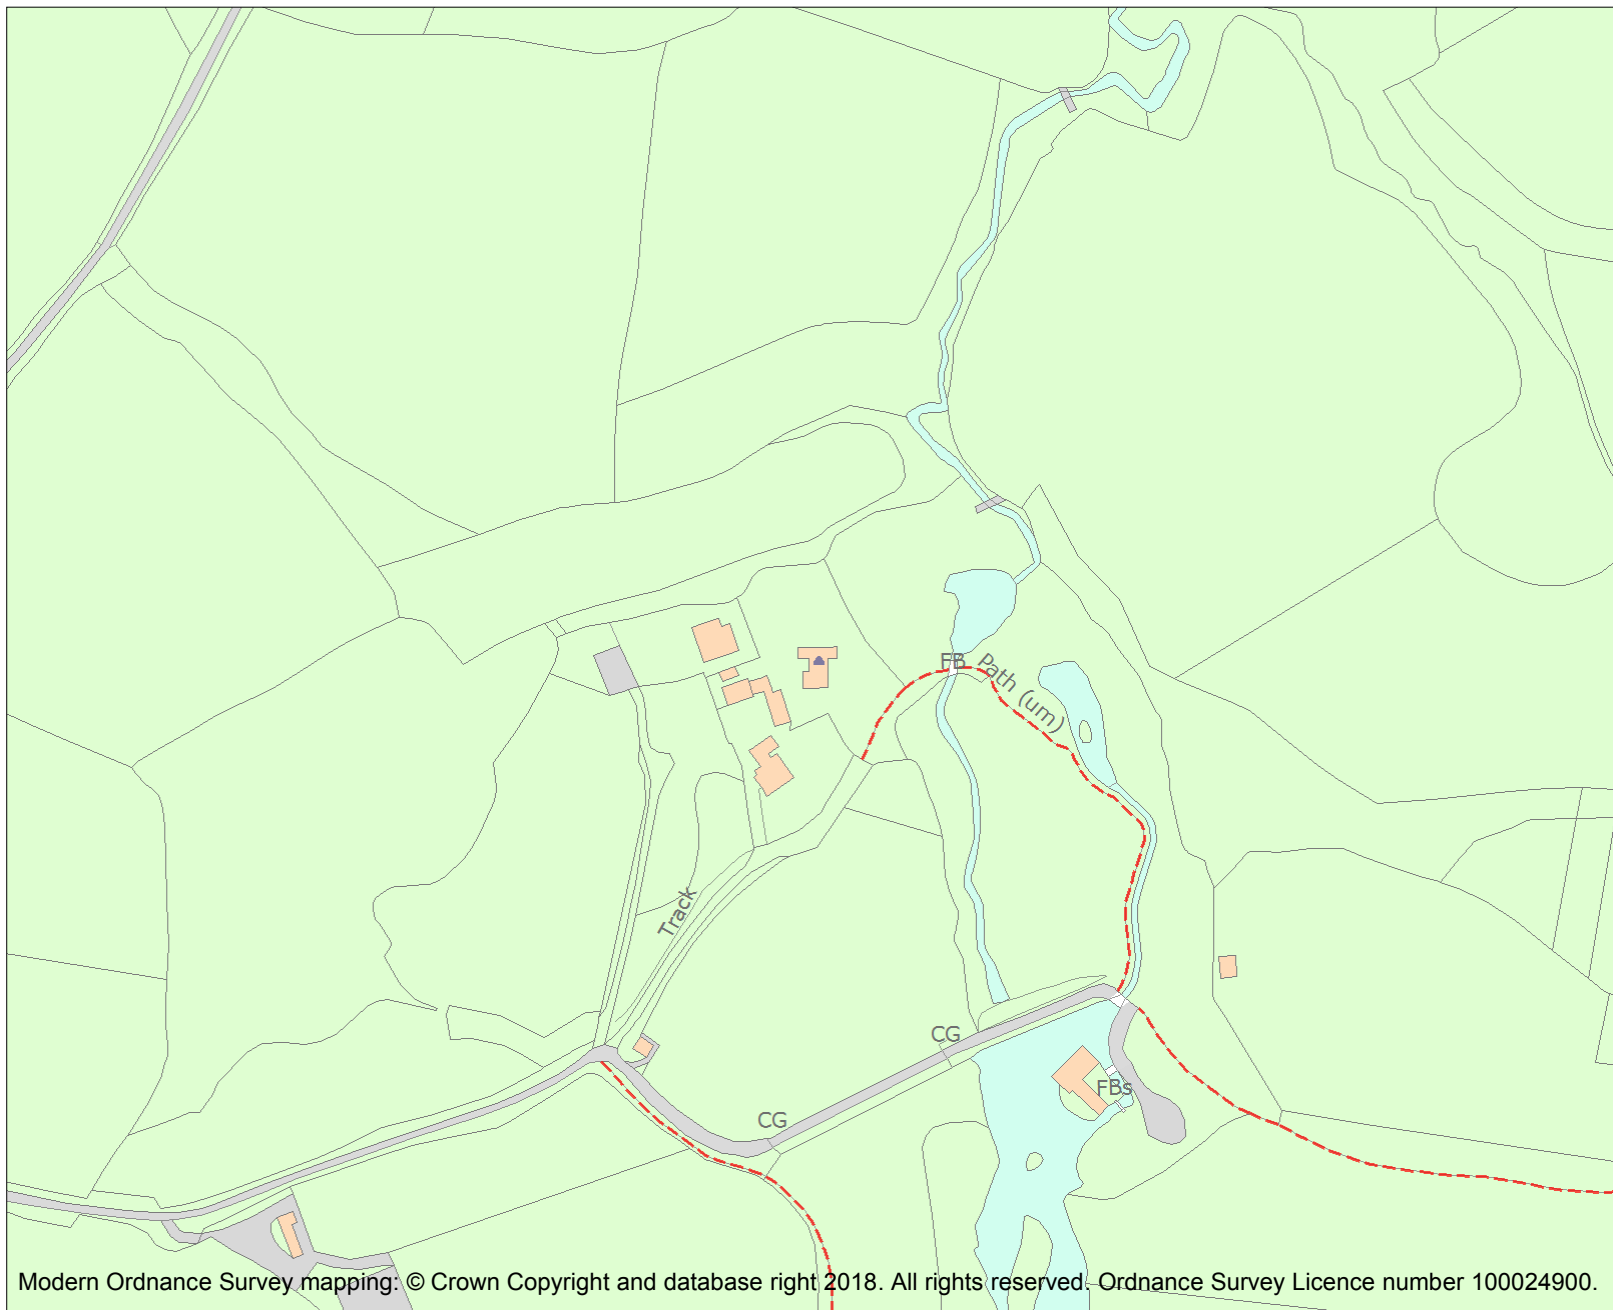 FB
Path (um)
Track
CG
FBs
CG
Modern Ordnance Survey mapping: © Crown Copyright and database right 2018. All rights reserved. Ordnance Survey Licence number 100024900.